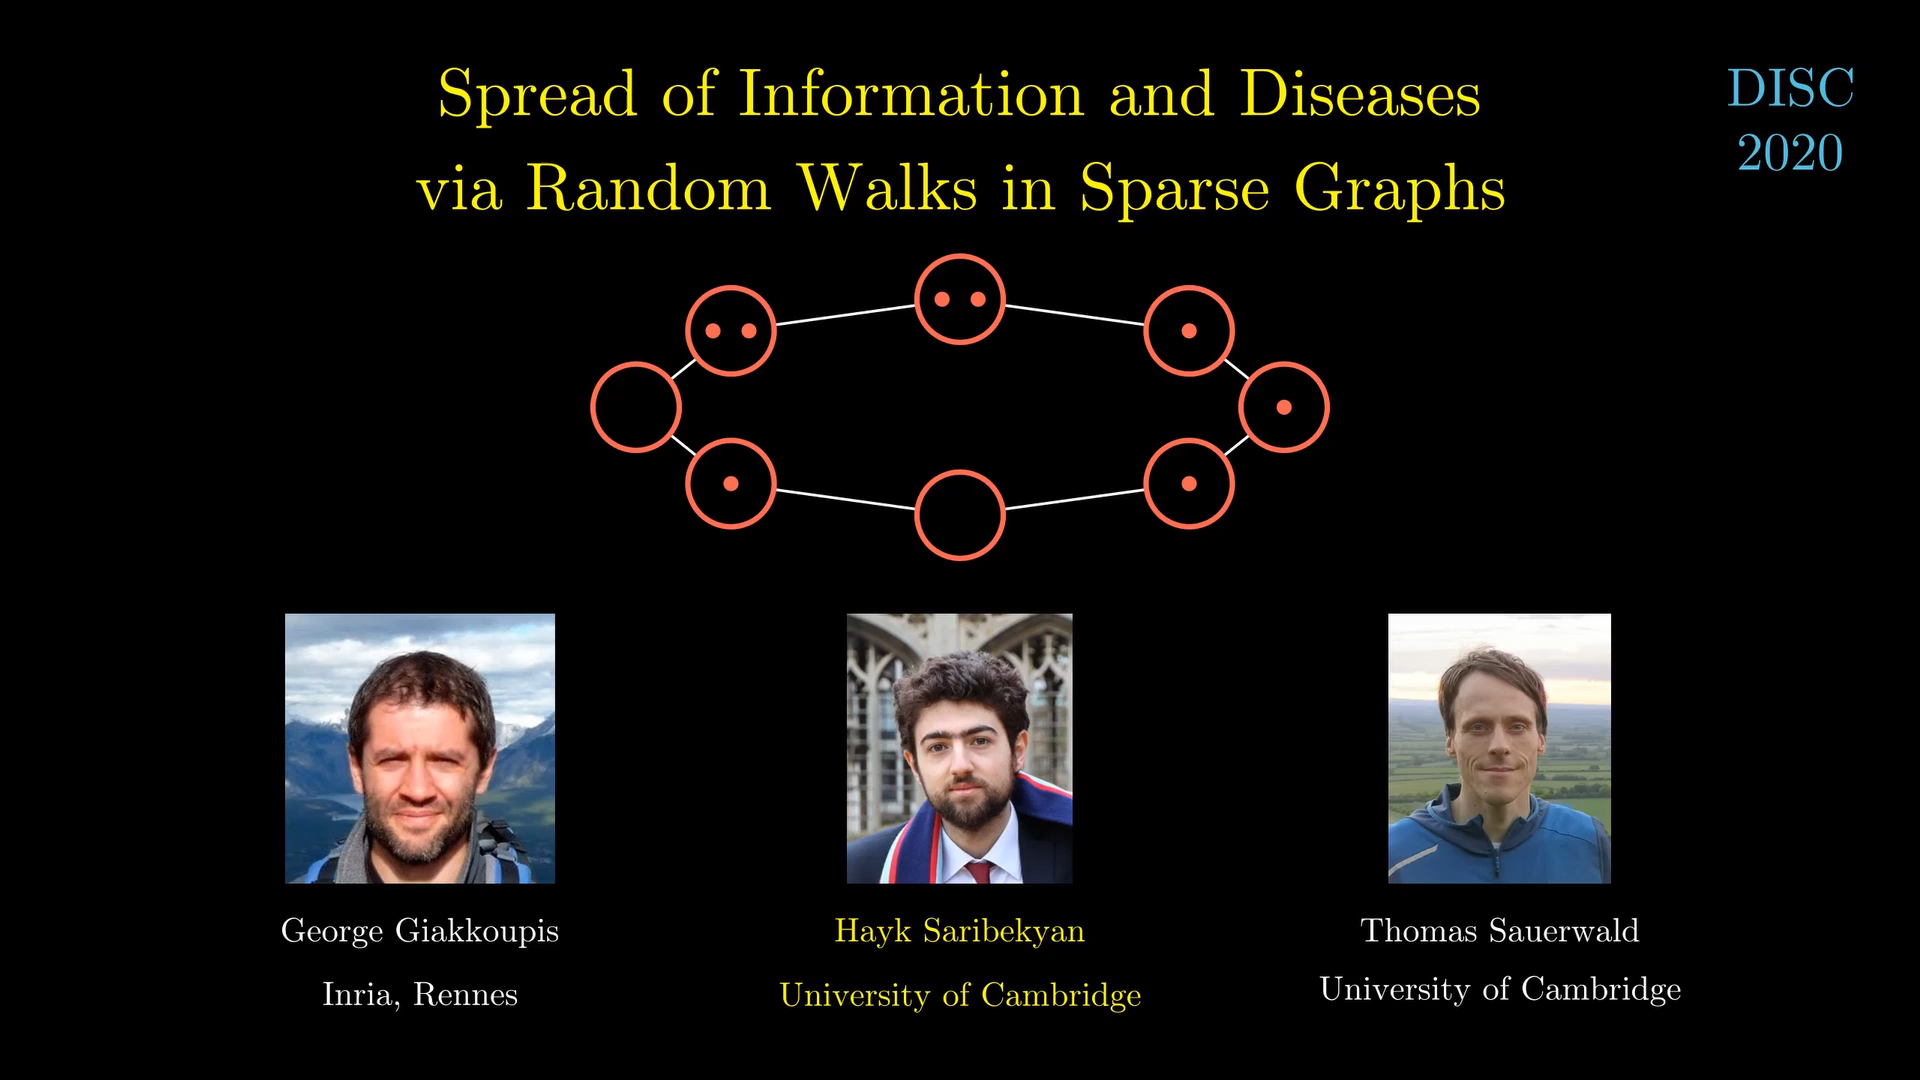 Spread of Information and Diseases
via Random Walks in Sparse Graphs
DISC
2020
George Giakkoupis
Inria, Rennes
Hayk Saribekyan
University of Cambridge
Thomas Sauerwald
University of Cambridge